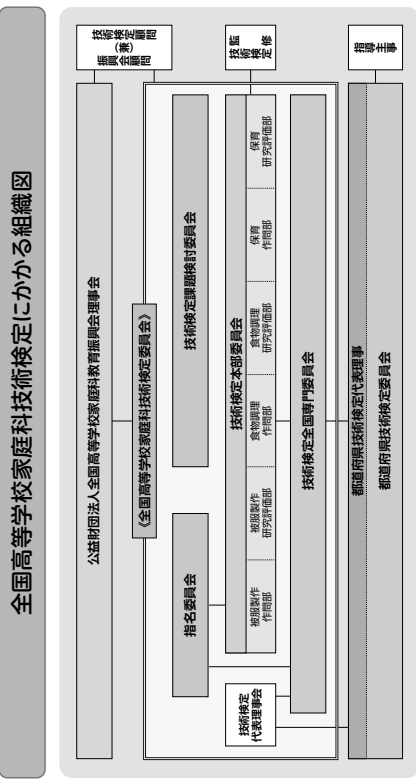 全国高等学校家庭科技術検定にかかる組織図
公益財団法人全国高等学校家庭科教育振興会理事会
技術検定顧問
(兼)
振興会顧問
《全国高等学校家庭科技術検定委員会》
指名委員会
技術検定課題検討委員会
技術検定本部委員会
技術検定
監修
被服製作
作問部
被服製作
研究評価部
食物調理
作問部
食物調理
研究評価部
保育
作問部
保育
研究評価部
技術検定
代表理事会
技術検定全国専門委員会
都道府県技術検定代表理事
都道府県技術検定委員会
指導主事